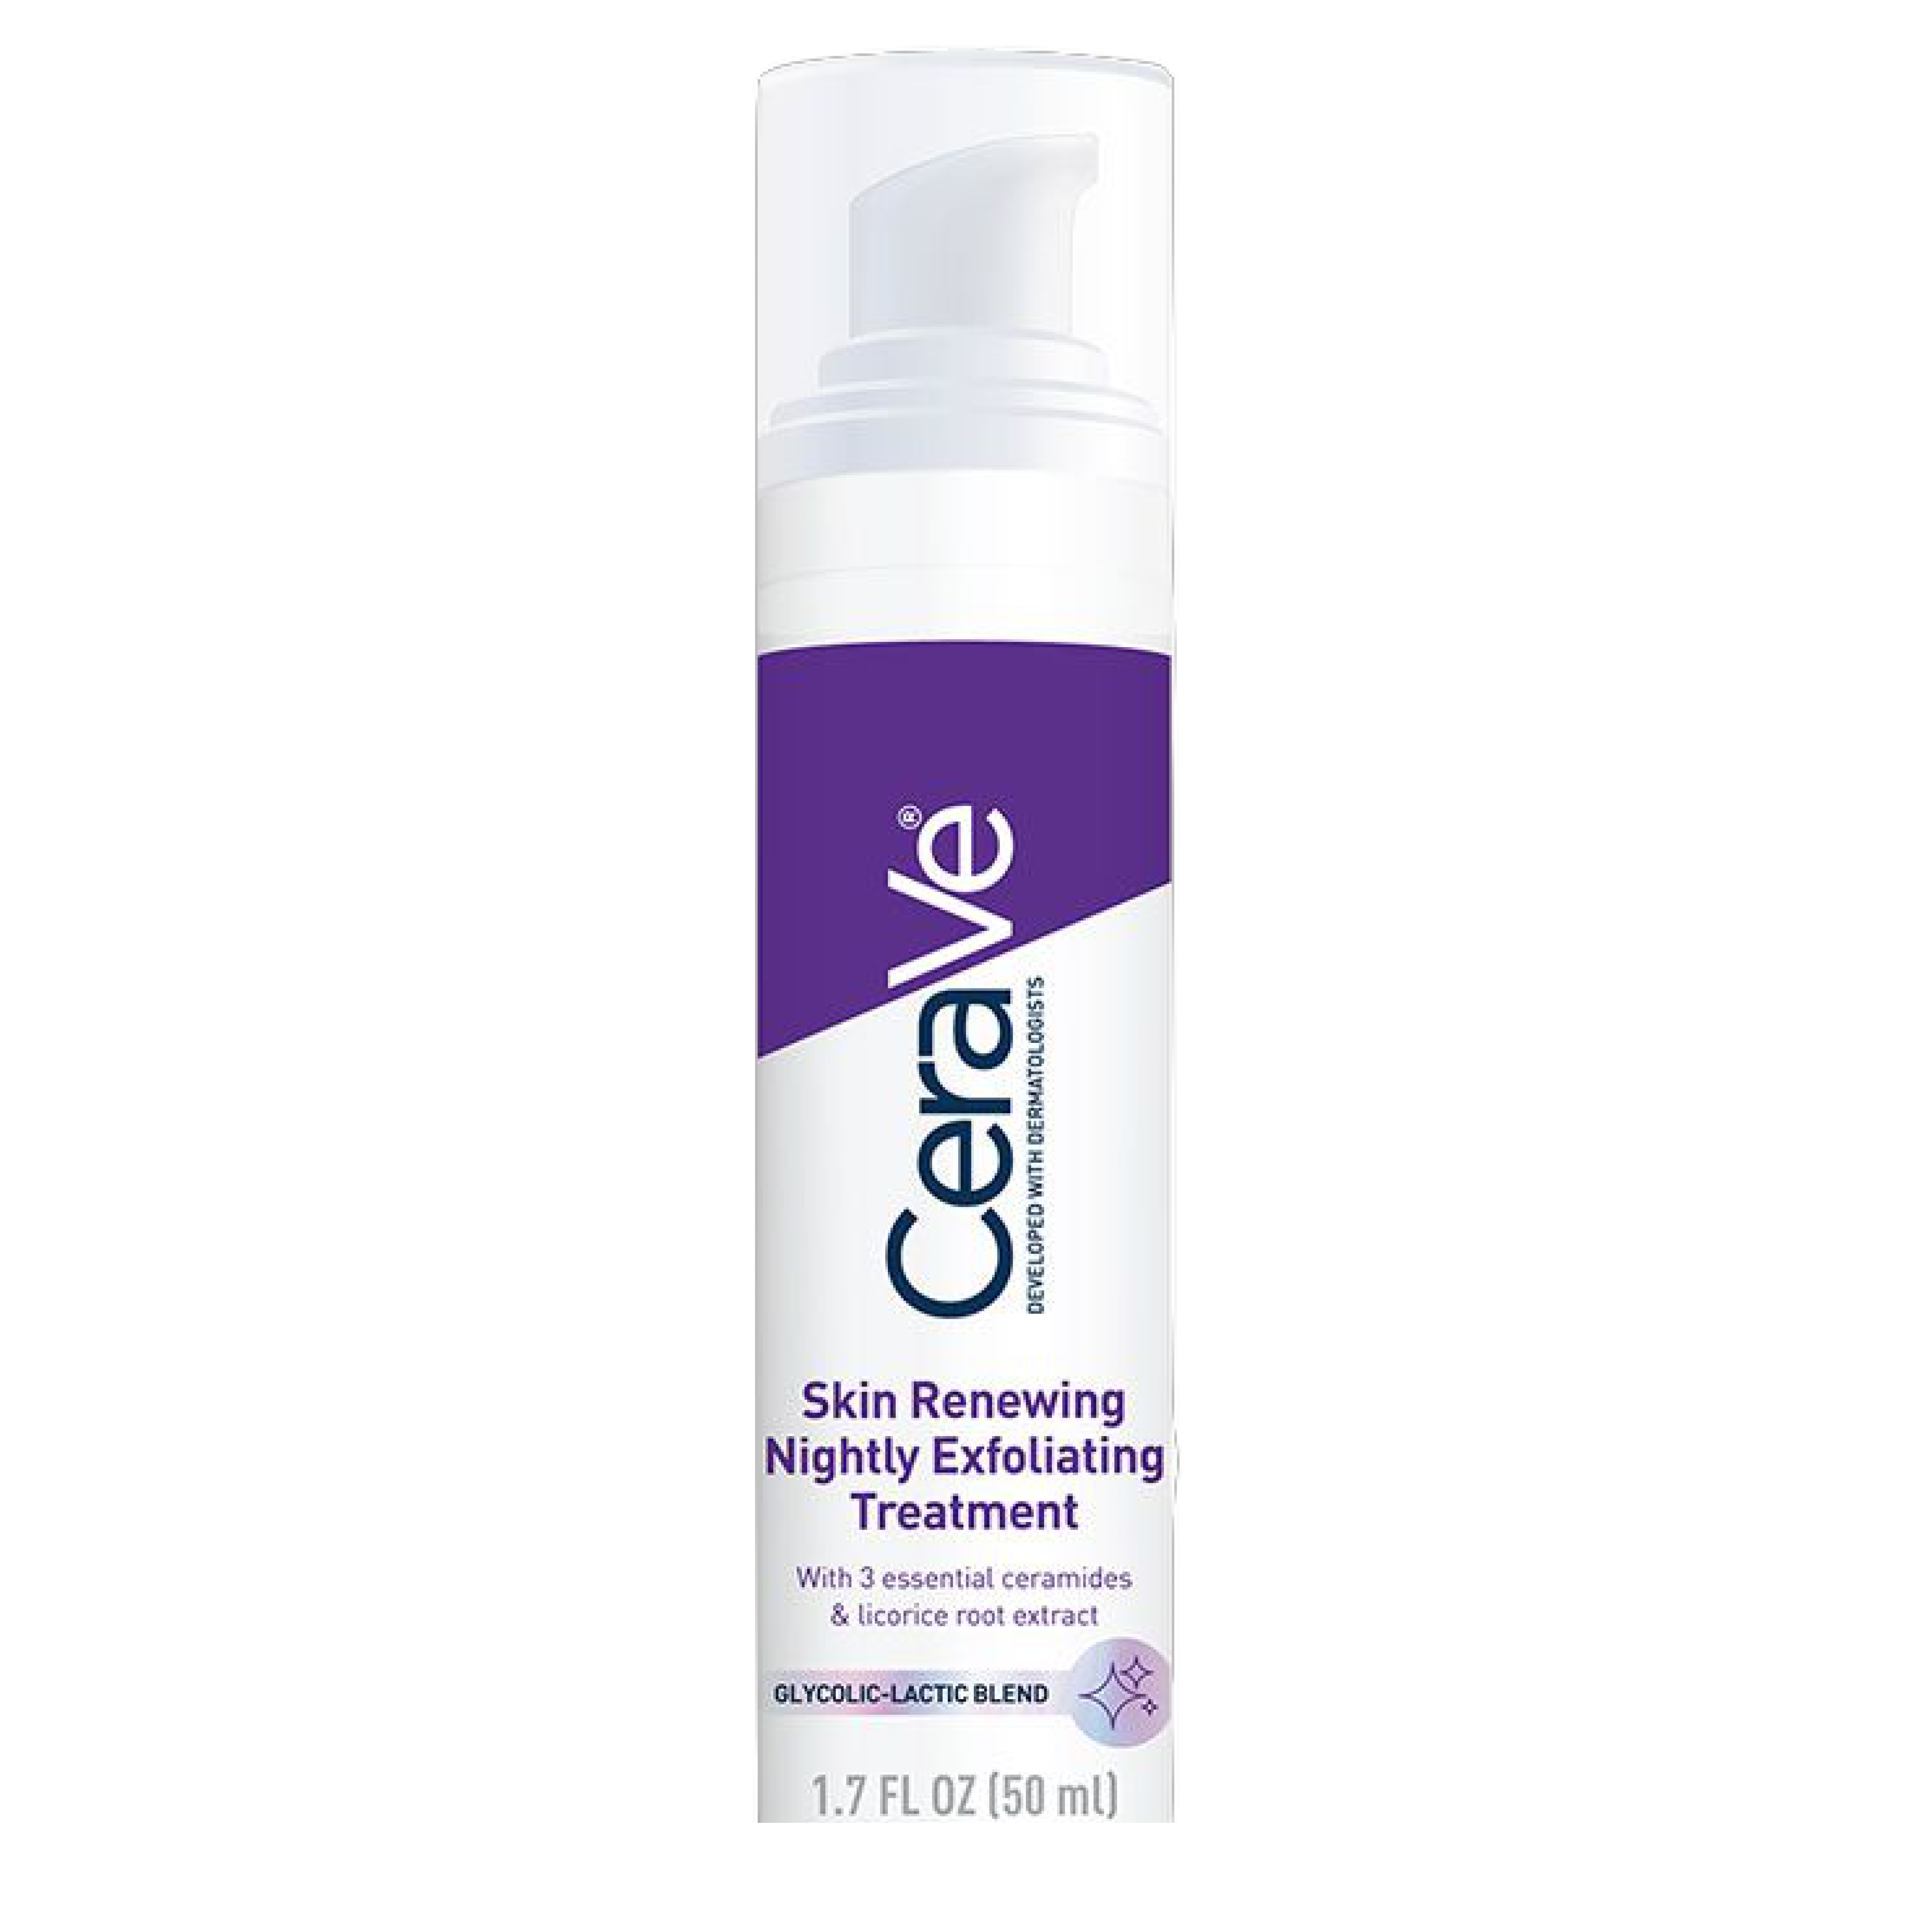 CeraVe®
DEVELOPED WITH DERMATOLOGISTS
Skin Renewing
Nightly Exfoliating
Treatment
With 3 essential ceramides
& licorice root extract
GLYCOLIC-LACTIC BLEND
1.7 FL OZ (50 ml)